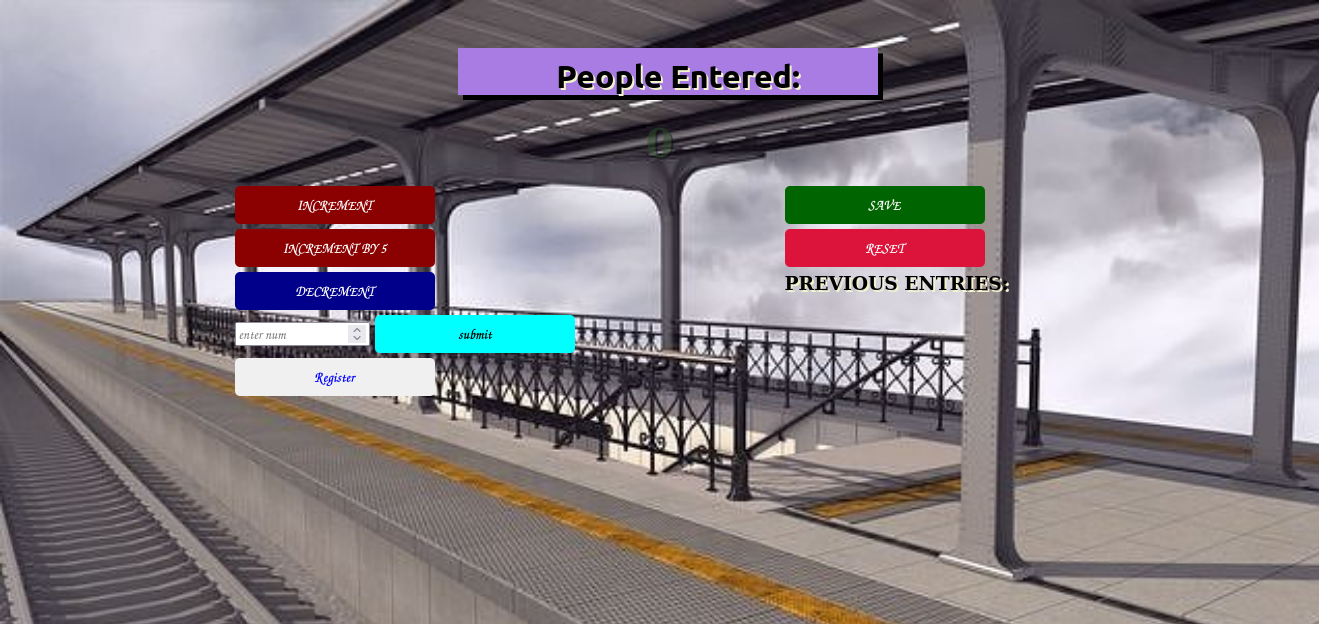 People Entered:
0
INCREMENT
INCREMENT BY 5
DECREMENT
enter num
submit
Register
SAVE
RESET
PREVIOUS ENTRIES: